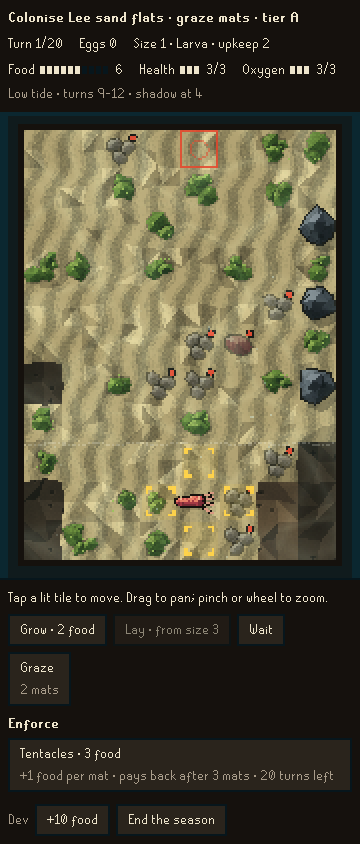 Colonise Lee sand flats · graze mats · tier A
Turn 1/20 Eggs 0 Size 1 · Larva · upkeep 2
Food 6 Health 3/3 Oxygen 3/3
Low tide · turns 9–12 · shadow at 4
Tap a lit tile to move. Drag to pan; pinch or wheel to zoom.
Grow · 2 food Lay · from size 3 Wait
Graze
2 mats
Enforce
Tentacles · 3 food
+1 food per mat · pays back after 3 mats · 20 turns left
Dev +10 food End the season